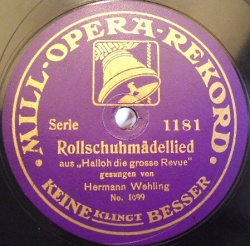 MILL-OPERA-REKORD
Serie 1181
Rollschuhmädellied
aus „Halloh die grosse Revue"
gesungen von
Hermann Wehling
No. 1099
KEINE KLINGT BESSER